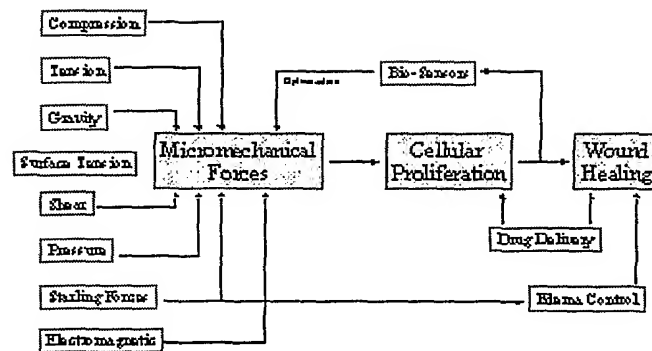 Compression
Tension
Bio-Sensors
Optimization
Gravity
Micromechanical
Forces
Cellular
Proliferation
Wound
Healing
Surface Tension
Shear
Drug Delivery
Pressure
Starling Forces
Edema Control
Electromagnetic